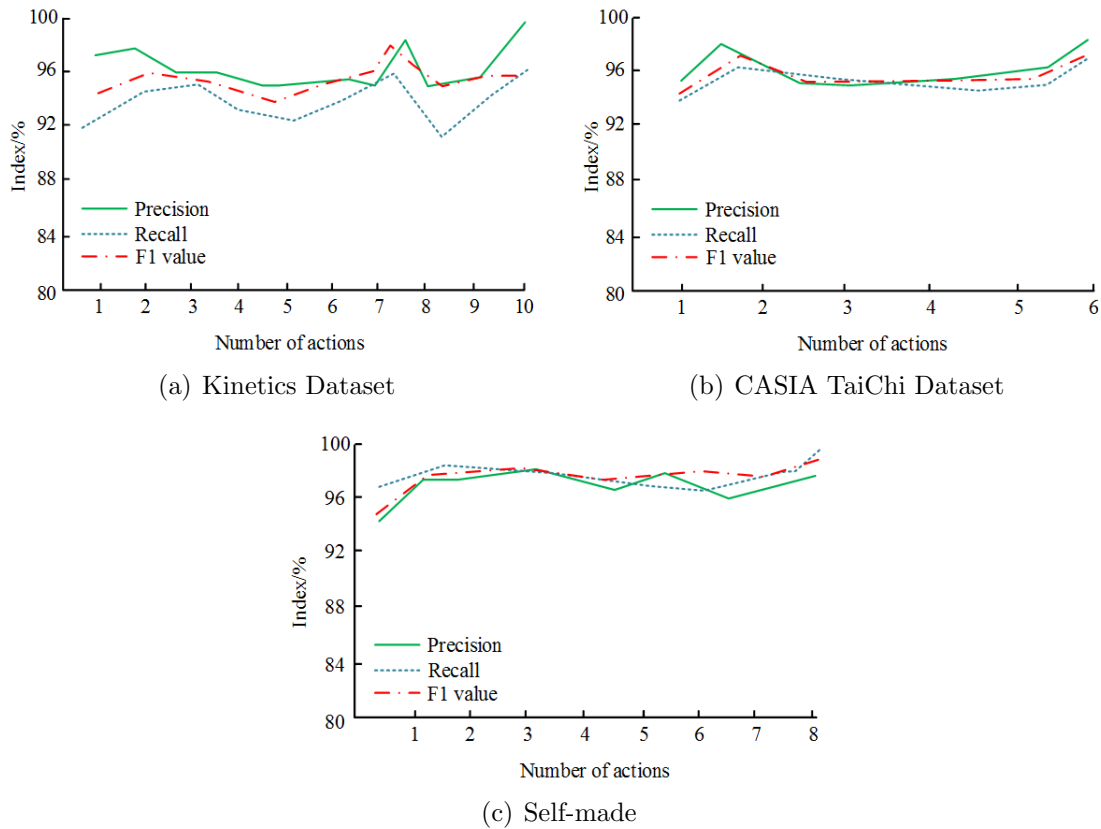 100
96
92
88
84
80
Index/%
Precision
Recall
F1 value
1 2 3 4 5 6 7 8 9 10
Number of actions
(a) Kinetics Dataset
100
96
92
88
84
80
Index/%
Precision
Recall
F1 value
1 2 3 4 5 6
Number of actions
(b) CASIA TaiChi Dataset
100
96
92
88
84
80
Index/%
Precision
Recall
F1 value
1 2 3 4 5 6 7 8
Number of actions
(c) Self-made